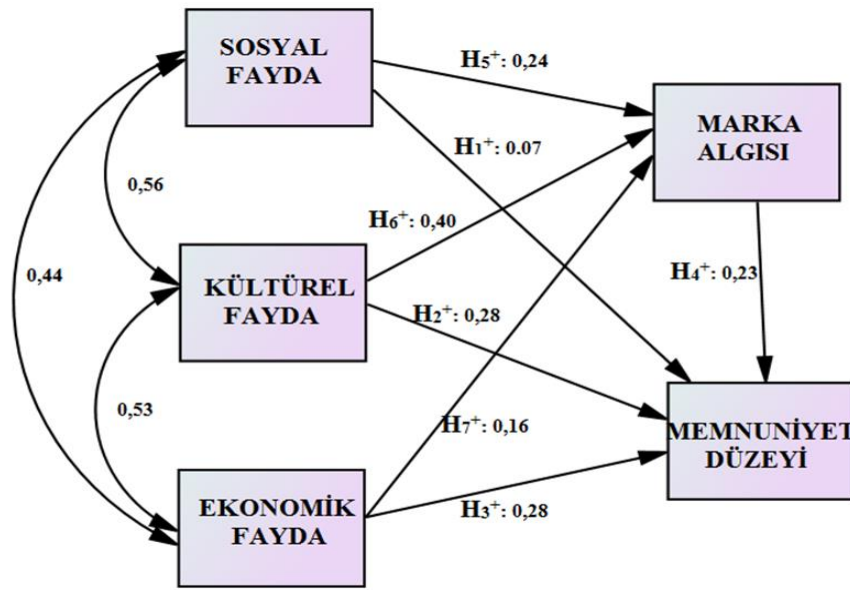 SOSYAL
FAYDA
H5+: 0,24
MARKA
ALGISI
H1+: 0.07
0,56
H6+: 0,40
0,44
H4+: 0,23
KÜLTÜREL
FAYDA
H2+: 0,28
0,53
H7+: 0,16
MEMNUNİYET
DÜZEYİ
EKONOMİK
FAYDA
H3+: 0,28